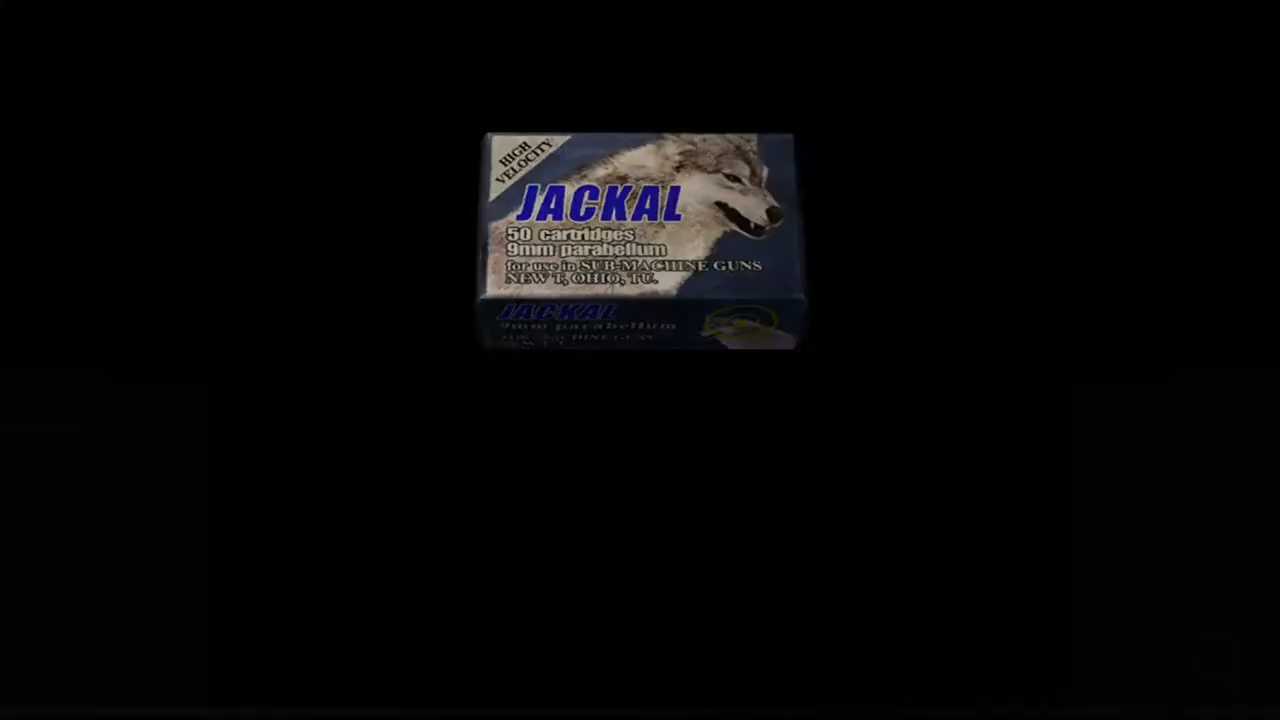 HIGH
VELOCITY
JACKAL
50 cartridges
9mm parabellum
for use in SUB-MACHINE GUNS
NEW T, OHIO, TU.
JACKAL
9mm parabellum